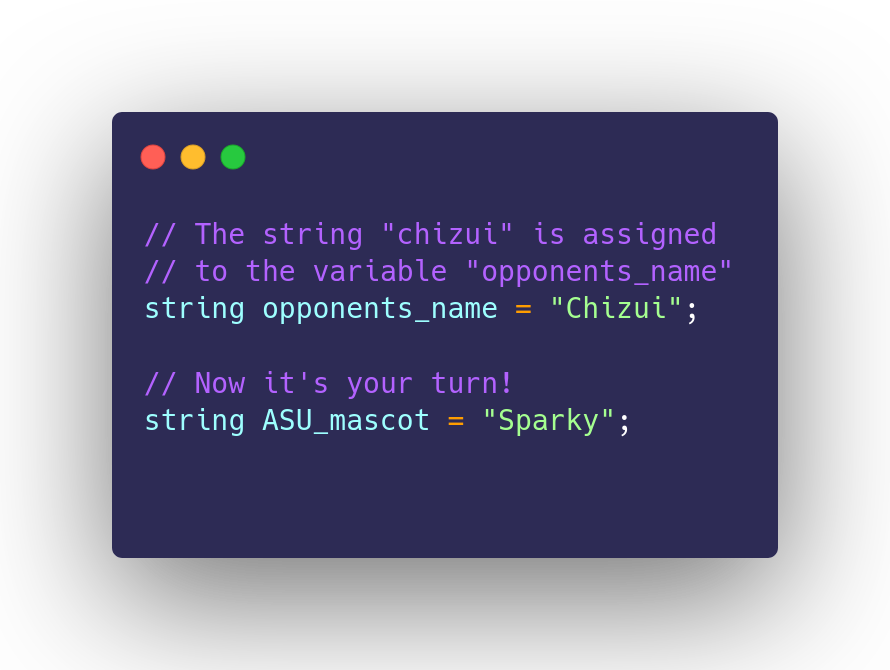 // The string "chizui" is assigned
// to the variable "opponents_name"
string opponents_name = "Chizui";
// Now it's your turn!
string ASU_mascot = "Sparky";